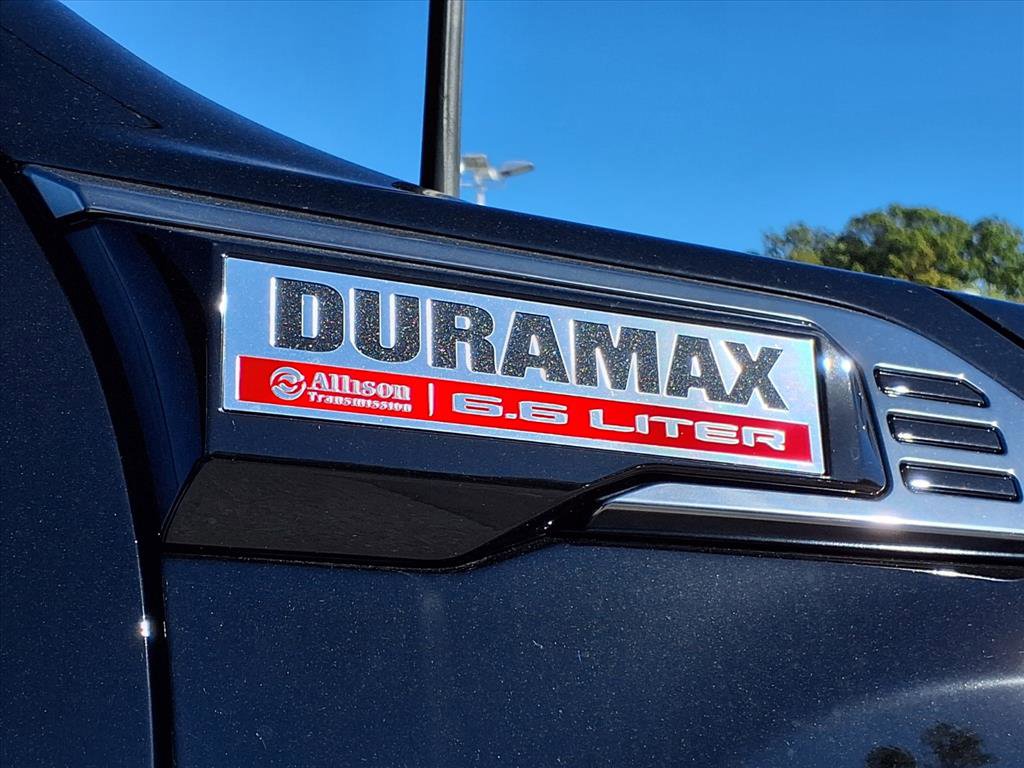 DURAMAX
Allison
Transmission
6.6 LITER